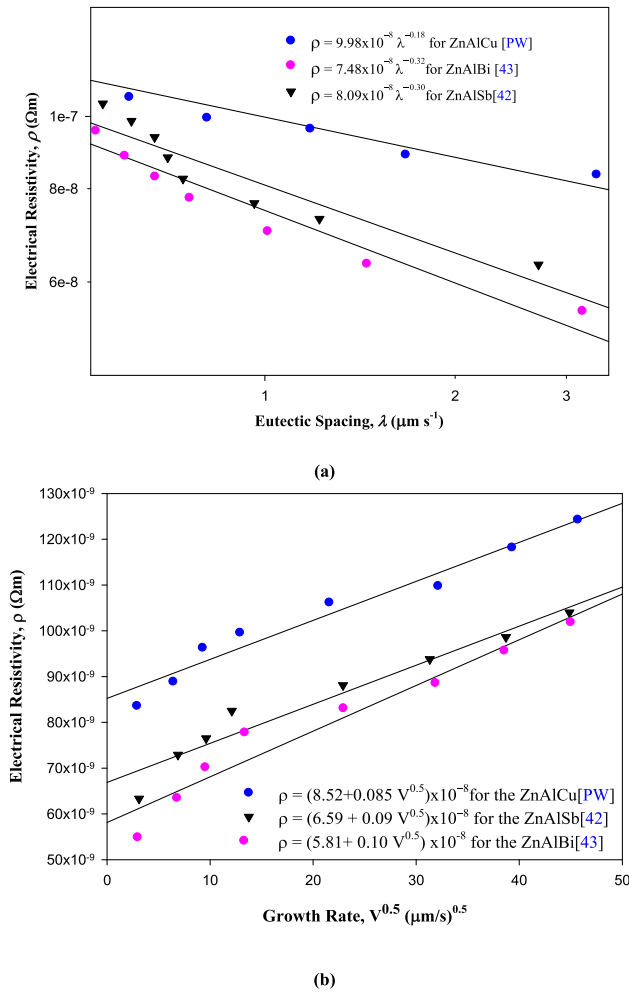 ρ = 9.98x10⁻⁸ λ⁻⁰·¹⁸ for ZnAlCu [PW]
ρ = 7.48x10⁻⁸ λ⁻⁰·³² for ZnAlBi [43]
ρ = 8.09x10⁻⁸ λ⁻⁰·³⁰ for ZnAlSb[42]
Electrical Resistivity, ρ (Ωm)
1e-7
8e-8
6e-8
1 2 3
Eutectic Spacing, λ (μm s⁻¹)
(a)
Electrical Resistivity, ρ (Ωm)
130x10⁻⁹
120x10⁻⁹
110x10⁻⁹
100x10⁻⁹
90x10⁻⁹
80x10⁻⁹
70x10⁻⁹
60x10⁻⁹
50x10⁻⁹
ρ = (8.52+0.085 V⁰·⁵)x10⁻⁸ for the ZnAlCu[PW]
ρ = (6.59 + 0.09 V⁰·⁵)x10⁻⁸ for the ZnAlSb[42]
ρ = (5.81+ 0.10 V⁰·⁵) x10⁻⁸ for the ZnAlBi[43]
0 10 20 30 40 50
Growth Rate, V⁰·⁵ (μm/s)⁰·⁵
(b)